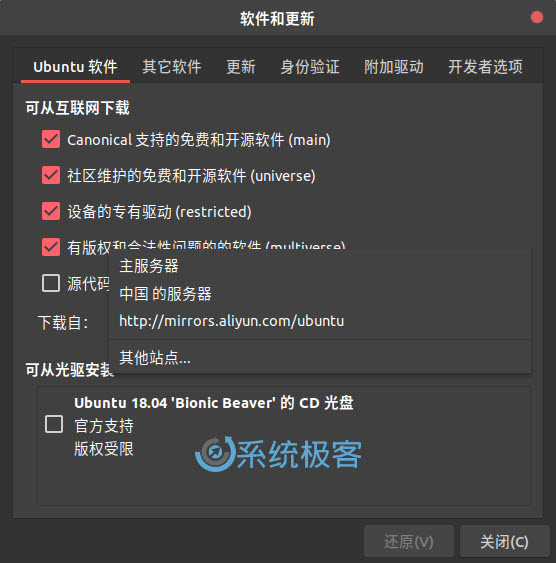 软件和更新
Ubuntu 软件 其它软件 更新 身份验证 附加驱动 开发者选项
可从互联网下载
Canonical 支持的免费和开源软件 (main)
社区维护的免费和开源软件 (universe)
设备的专有驱动 (restricted)
有版权和合法性问题的的软件 (multiverse)
主服务器
源代码
中国 的服务器
下载自：
http://mirrors.aliyun.com/ubuntu
其他站点...
可从光驱安装
Ubuntu 18.04 'Bionic Beaver' 的 CD 光盘
官方支持
版权受限
系统极客
还原(V) 关闭(C)